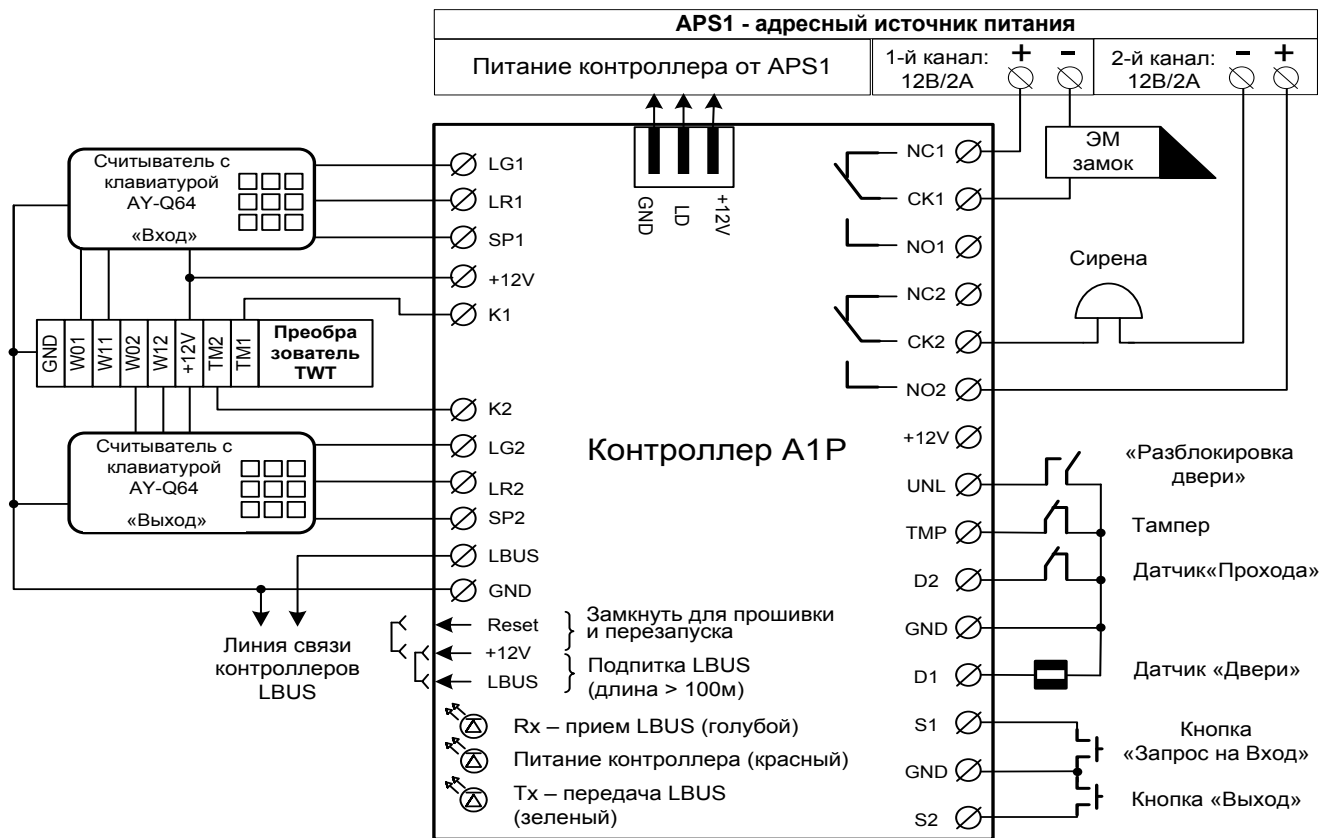 APS1 - адресный источник питания
Питание контроллера от APS1
1-й канал:
12В/2А
+
−
2-й канал:
12В/2А
−
+
GND
LD
+12V
Считыватель с
клавиатурой
AY-Q64
«Вход»
LG1
LR1
SP1
+12V
K1
GND
W01
W11
W02
W12
+12V
TM2
TM1
Преобра
зователь
TWT
K2
LG2
LR2
SP2
LBUS
GND
Считыватель с
клавиатурой
AY-Q64
«Выход»
Линия связи
контроллеров
LBUS
Reset
+12V
LBUS
Замкнуть для прошивки
и перезапуска
Подпитка LBUS
(длина > 100м)
Rx – прием LBUS (голубой)
Питание контроллера (красный)
Tx – передача LBUS
(зеленый)
Контроллер А1Р
NC1
CK1
NO1
NC2
CK2
NO2
+12V
UNL
TMP
D2
GND
D1
S1
GND
S2
ЭМ
замок
Сирена
«Разблокировка
двери»
Тампер
Датчик«Прохода»
Датчик «Двери»
Кнопка
«Запрос на Вход»
Кнопка «Выход»